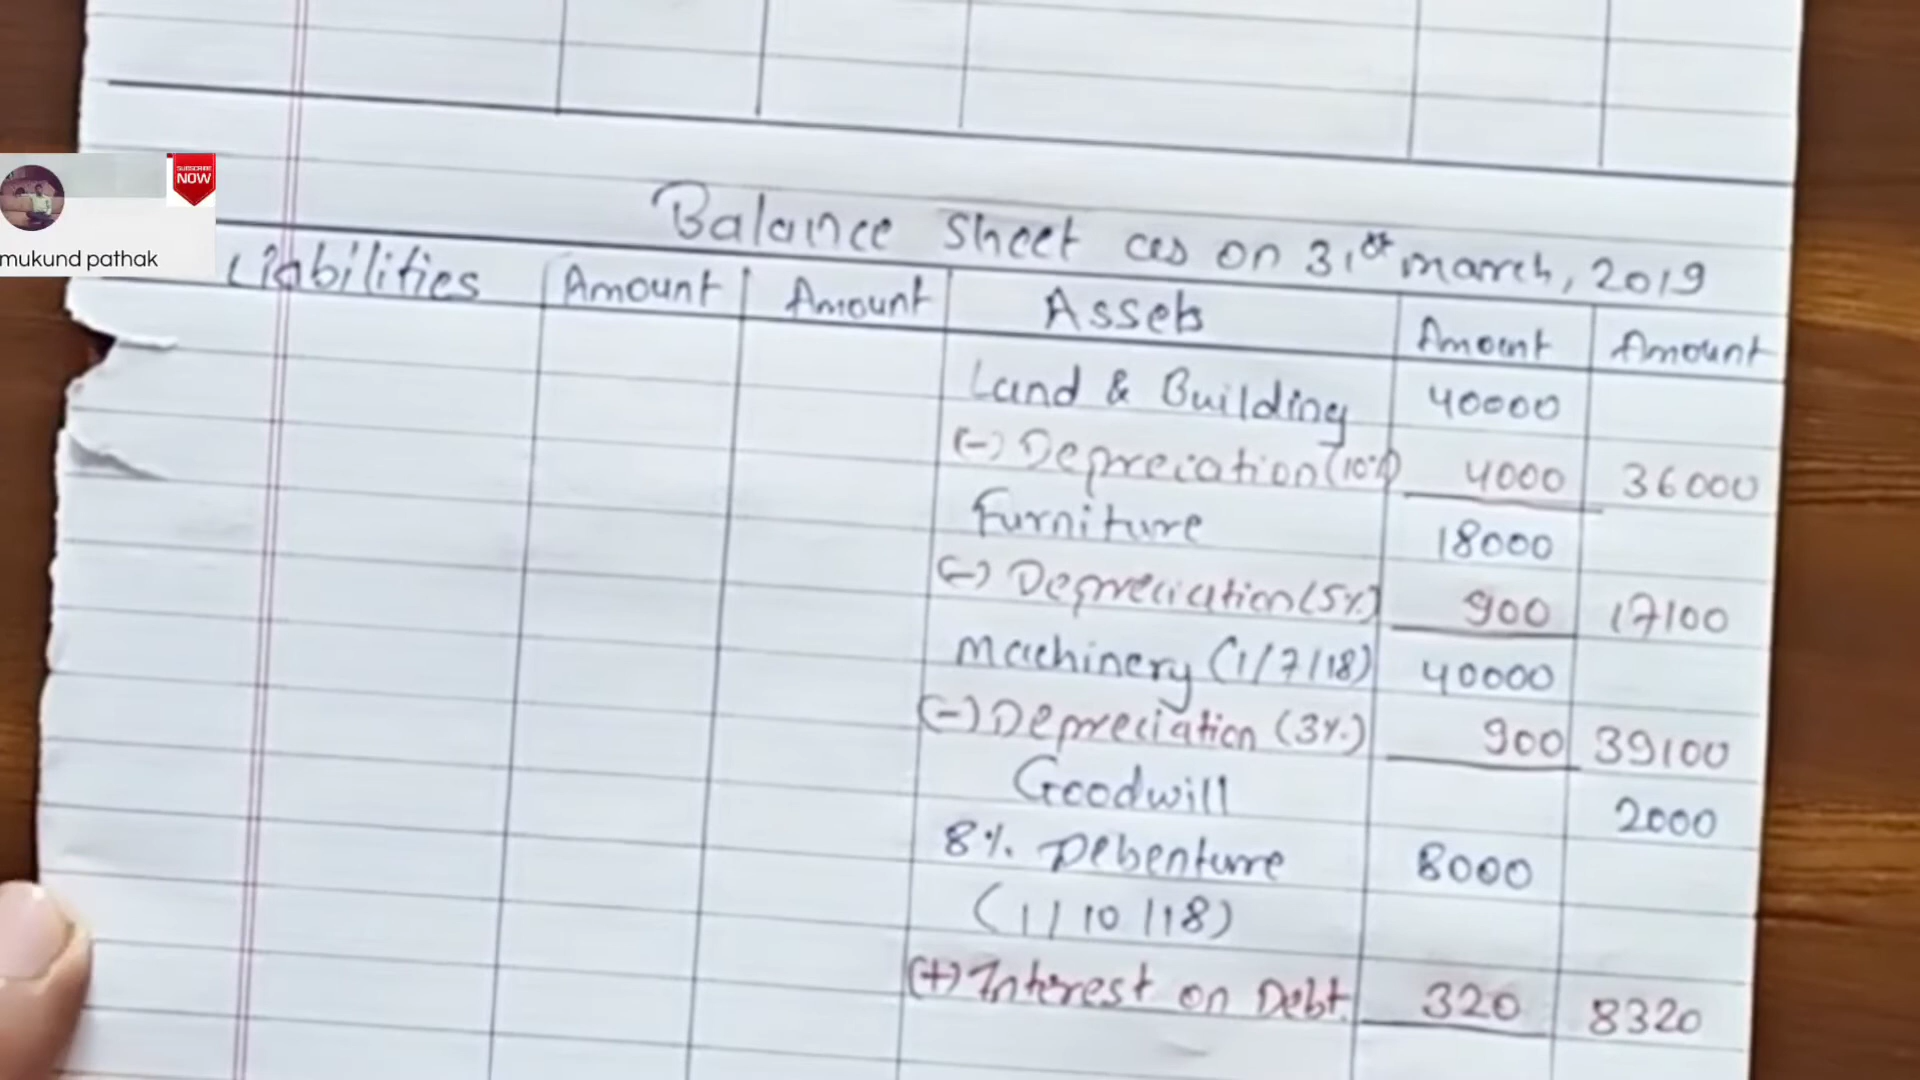 SUBSCRIBE
NOW
mukund pathak
Balance Sheet as on 31st march, 2019
Liabilities Amount Amount Assets Amount Amount
Land & Building 40000
(-) Depreciation (10%) 4000 36000
Furniture 18000
(-) Depreciation (5%) 900 17100
Machinery (1/7/18) 40000
(-) Depreciation (3%) 900 39100
Goodwill 2000
8% Debenture 8000
(1/10/18)
(+) Interest on Debt. 320 8320